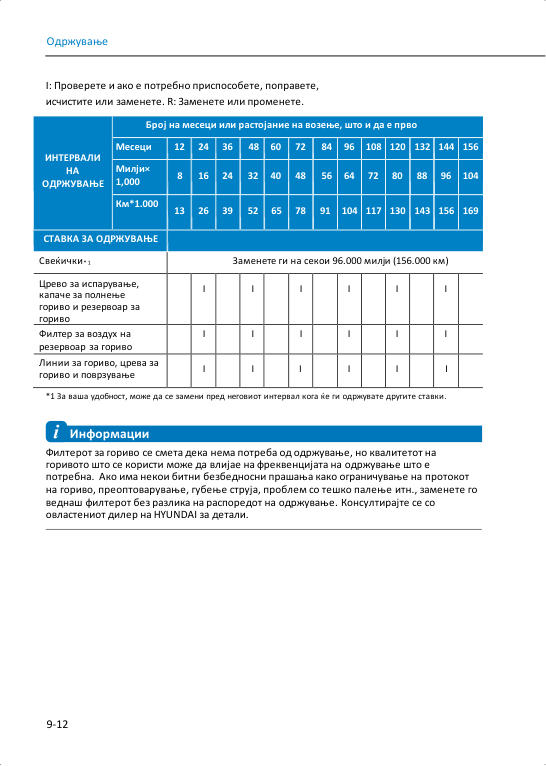 Одржување
I: Проверете и ако е потребно приспособете, поправете,
исчистите или заменете. R: Заменете или променете.
Број на месеци или растојание на возење, што и да е прво
ИНТЕРВАЛИ
НА
ОДРЖУВАЊЕ
Месеци 12 24 36 48 60 72 84 96 108 120 132 144 156
Милји×
1,000 8 16 24 32 40 48 56 64 72 80 88 96 104
Км*1.000
13 26 39 52 65 78 91 104 117 130 143 156 169
СТАВКА ЗА ОДРЖУВАЊЕ
Свеќички*1 Заменете ги на секои 96.000 милји (156.000 км)
Црево за испарување,
капаче за полнење
гориво и резервоар за
гориво
I I I I I I
Филтер за воздух на
резервоар за гориво
I I I I I I
Линии за гориво, црева за
гориво и поврзување
I I I I I I
*1 За ваша удобност, може да се замени пред неговиот интервал кога ќе ги одржувате другите ставки.
i Информации
Филтерот за гориво се смета дека нема потреба од одржување, но квалитетот на
горивото што се користи може да влијае на фреквенцијата на одржување што е
потребна. Ако има некои битни безбедносни прашања како ограничување на протокот
на гориво, преоптоварување, губење струја, проблем со тешко палење итн., заменете го
веднаш филтерот без разлика на распоредот на одржување. Консултирајте се со
овластениот дилер на HYUNDAI за детали.
9-12